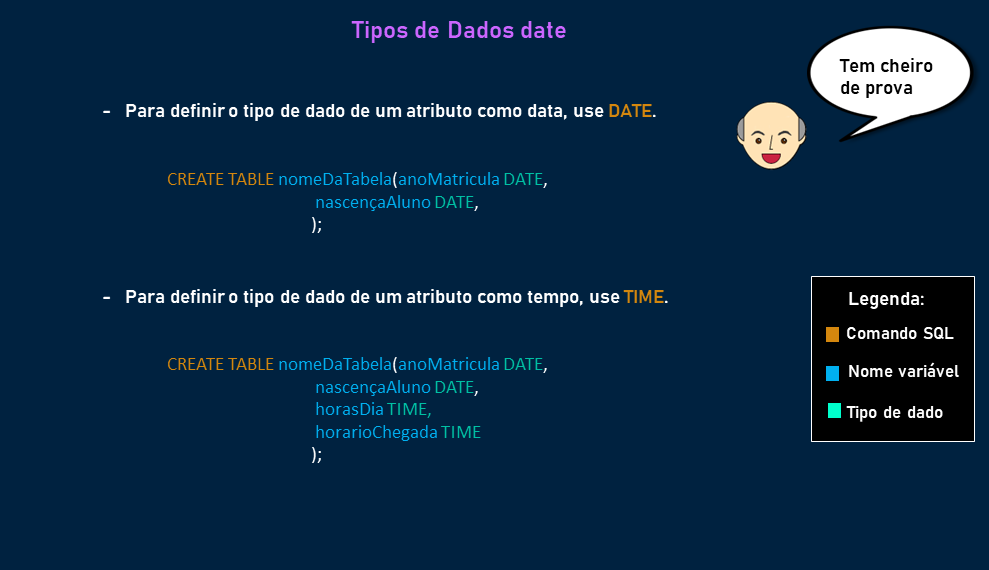 Tipos de Dados date
Tem cheiro
de prova
- Para definir o tipo de dado de um atributo como data, use DATE.
CREATE TABLE nomeDaTabela(anoMatricula DATE,
nascençaAluno DATE,
);
- Para definir o tipo de dado de um atributo como tempo, use TIME.
CREATE TABLE nomeDaTabela(anoMatricula DATE,
nascençaAluno DATE,
horasDia TIME,
horarioChegada TIME
);
Legenda:
Comando SQL
Nome variável
Tipo de dado